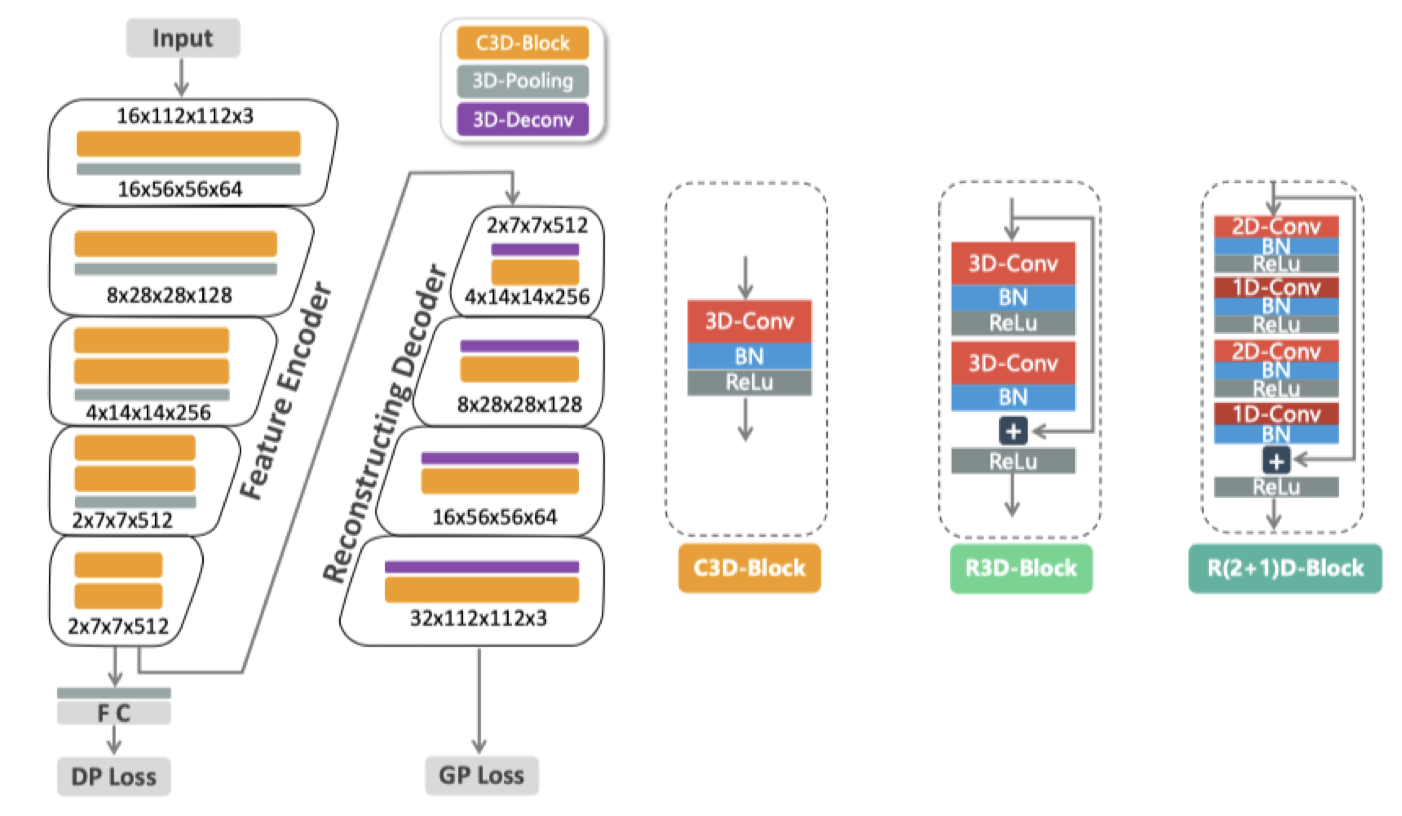 Input
16x112x112x3
16x56x56x64
8x28x28x128
4x14x14x256
2x7x7x512
2x7x7x512
F C
DP Loss
Feature Encoder
C3D-Block
3D-Pooling
3D-Deconv
2x7x7x512
4x14x14x256
8x28x28x128
16x56x56x64
32x112x112x3
GP Loss
Reconstructing Decoder
3D-Conv
BN
ReLu
C3D-Block
3D-Conv
BN
ReLu
3D-Conv
BN
+
ReLu
R3D-Block
2D-Conv
BN
ReLu
1D-Conv
BN
ReLu
2D-Conv
BN
ReLu
1D-Conv
BN
+
ReLu
R(2+1)D-Block